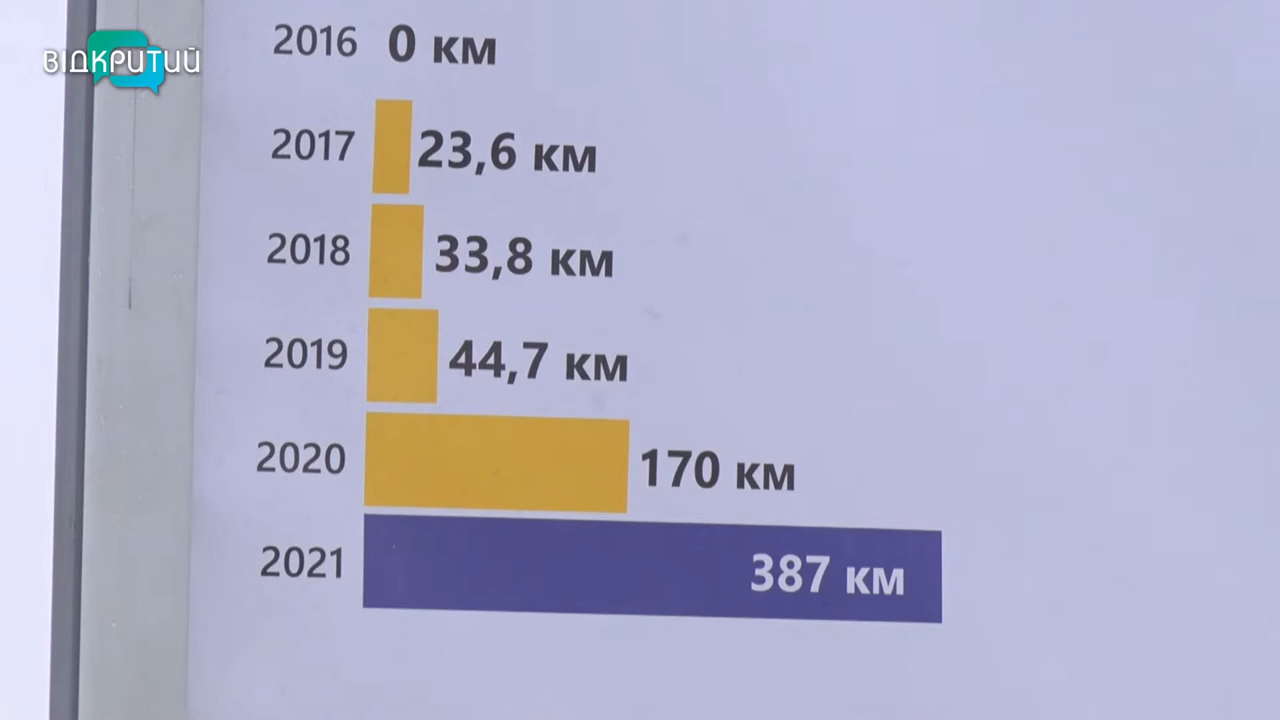 ВІДКРИТИЙ
2016 0 км
2017 23,6 км
2018 33,8 км
2019 44,7 км
2020 170 км
2021 387 км